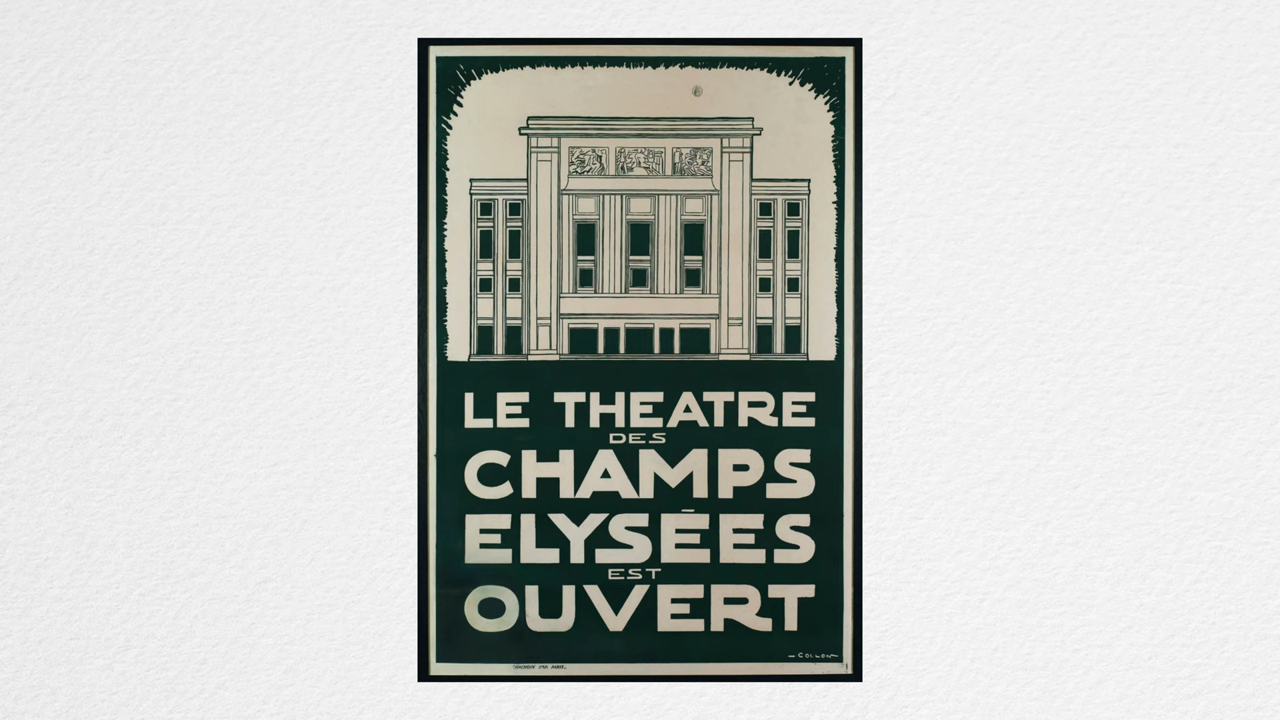 LE THEATRE
DES
CHAMPS
ELYSÉES
EST
OUVERT
COLLON